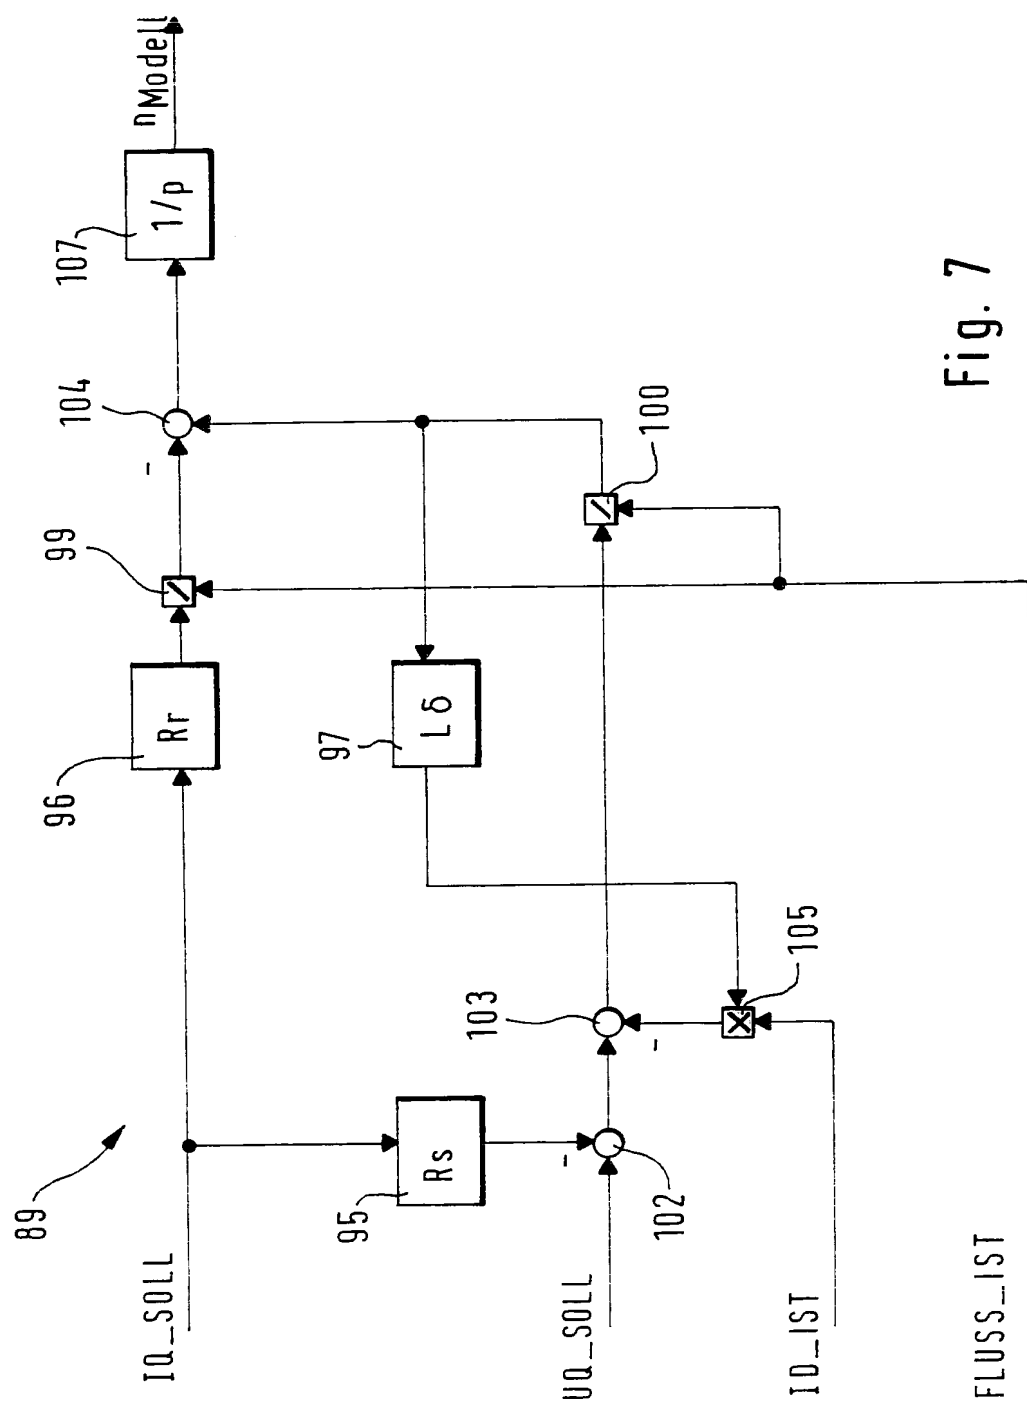 89
IQ_SOLL
96
Rr
99
-
104
107
1/p
nModell
95
Rs
97
Lδ
UQ_SOLL
-
102
103
-
100
ID_IST
105
FLUSS_IST
Fig. 7